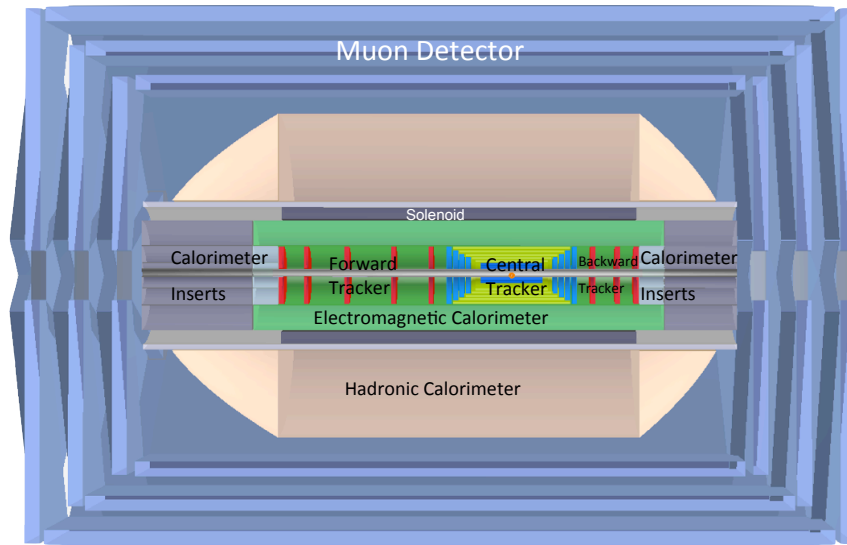 Muon Detector
Solenoid
Calorimeter
Forward
Central
Backward
Calorimeter
Inserts
Tracker
Tracker
Tracker
Inserts
Electromagnetic Calorimeter
Hadronic Calorimeter